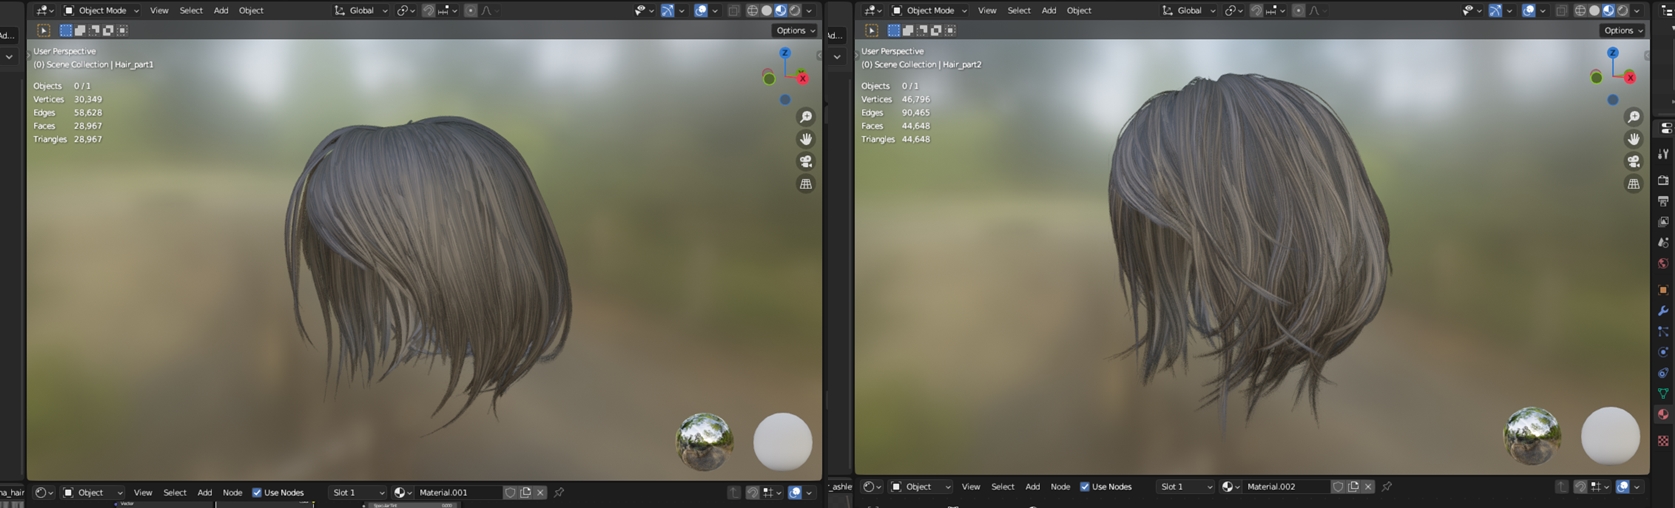 Object Mode View Select Add Object Global
Options
User Perspective
(0) Scene Collection | Hair_part1
Objects 0/1
Vertices 30,349
Edges 58,628
Faces 28,967
Triangles 28,967
Z
X
Object View Select Add Node Use Nodes Slot 1 Material.001
Object Mode View Select Add Object Global
Options
User Perspective
(0) Scene Collection | Hair_part2
Objects 0/1
Vertices 46,796
Edges 90,465
Faces 44,648
Triangles 44,648
Z
X
Object View Select Add Node Use Nodes Slot 1 Material.002